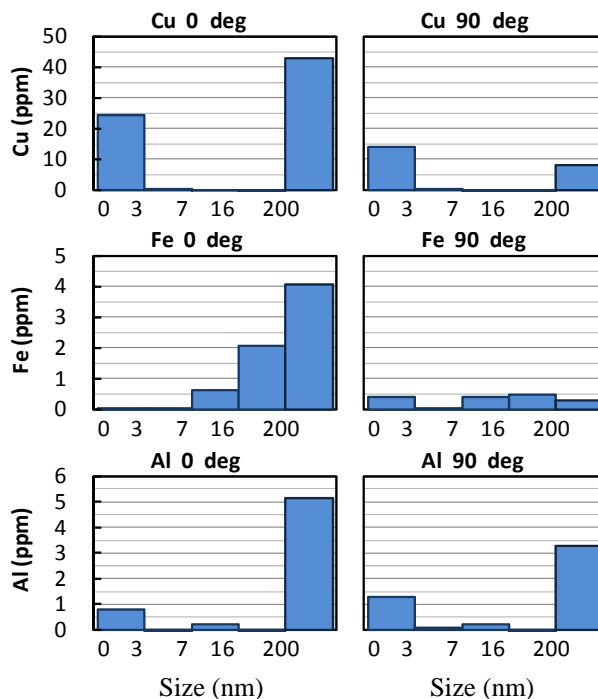 Cu 0 deg
Cu 90 deg
Cu (ppm)
50
40
30
20
10
0
0 3 7 16 200
0 3 7 16 200
Fe 0 deg
Fe 90 deg
Fe (ppm)
5
4
3
2
1
0
0 3 7 16 200
0 3 7 16 200
Al 0 deg
Al 90 deg
Al (ppm)
6
5
4
3
2
1
0
0 3 7 16 200
0 3 7 16 200
Size (nm)
Size (nm)